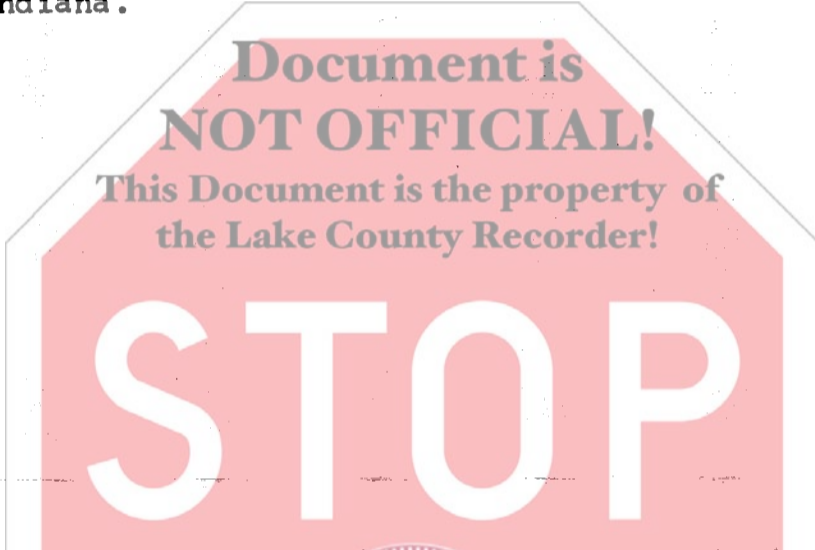 ndiana.
Document is
NOT OFFICIAL!
This Document is the property of
the Lake County Recorder!
STOP